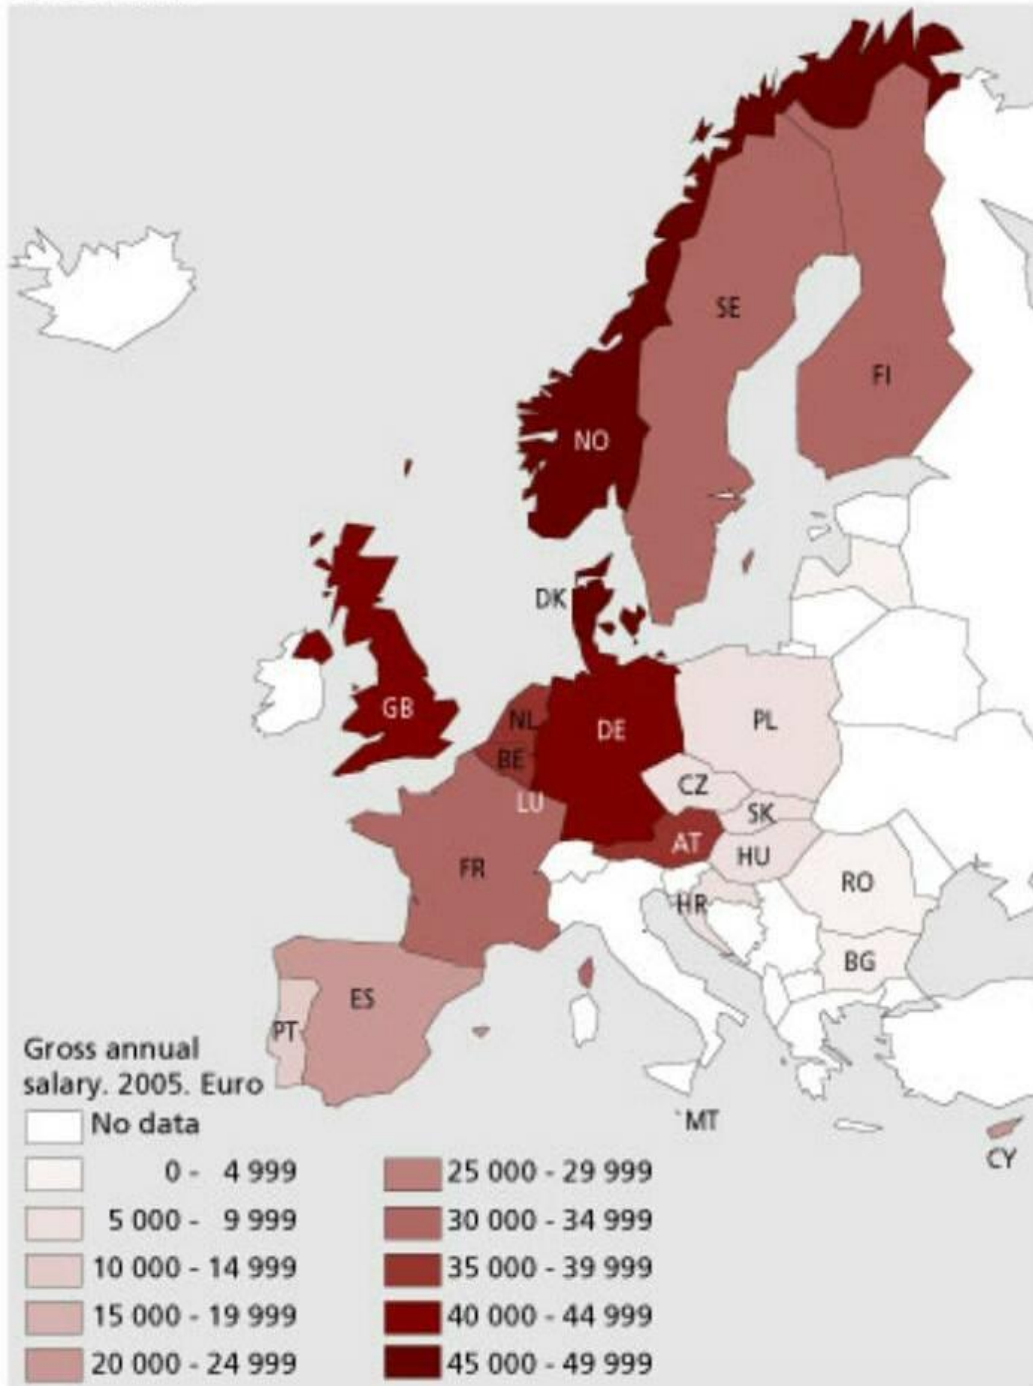 SE
FI
NO
DK
GB
NL
DE
PL
BE
CZ
LU
SK
AT
HU
FR
RO
HR
BG
ES
PT
Gross annual
salary. 2005. Euro
No data
0 - 4 999
5 000 - 9 999
10 000 - 14 999
15 000 - 19 999
20 000 - 24 999
25 000 - 29 999
30 000 - 34 999
35 000 - 39 999
40 000 - 44 999
45 000 - 49 999
MT
CY